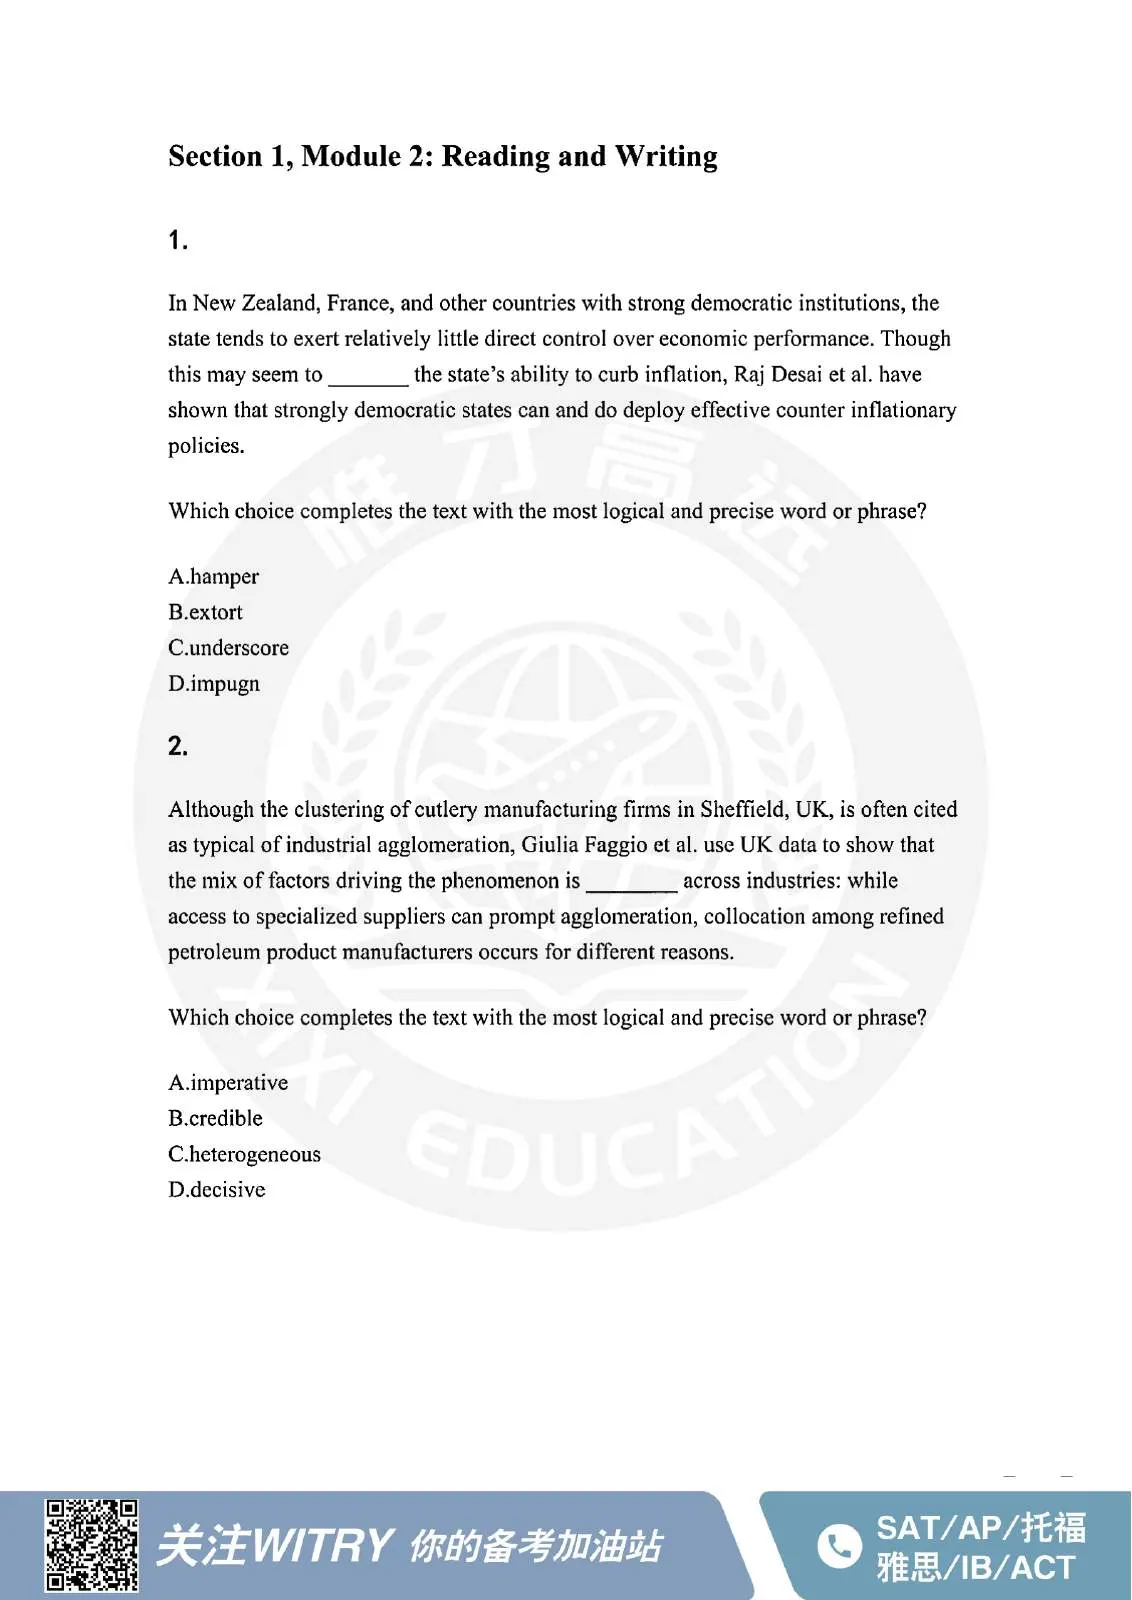 Section 1, Module 2: Reading and Writing
1.
In New Zealand, France, and other countries with strong democratic institutions, the
state tends to exert relatively little direct control over economic performance. Though
this may seem to _______ the state's ability to curb inflation, Raj Desai et al. have
shown that strongly democratic states can and do deploy effective counter inflationary
policies.
Which choice completes the text with the most logical and precise word or phrase?
A.hamper
B.extort
C.underscore
D.impugn
2.
Although the clustering of cutlery manufacturing firms in Sheffield, UK, is often cited
as typical of industrial agglomeration, Giulia Faggio et al. use UK data to show that
the mix of factors driving the phenomenon is ________ across industries: while
access to specialized suppliers can prompt agglomeration, collocation among refined
petroleum product manufacturers occurs for different reasons.
Which choice completes the text with the most logical and precise word or phrase?
A.imperative
B.credible
C.heterogeneous
D.decisive
惟才高远
XIXI EDUCATION
关注WITRY 你的备考加油站
SAT/AP/托福
雅思/IB/ACT